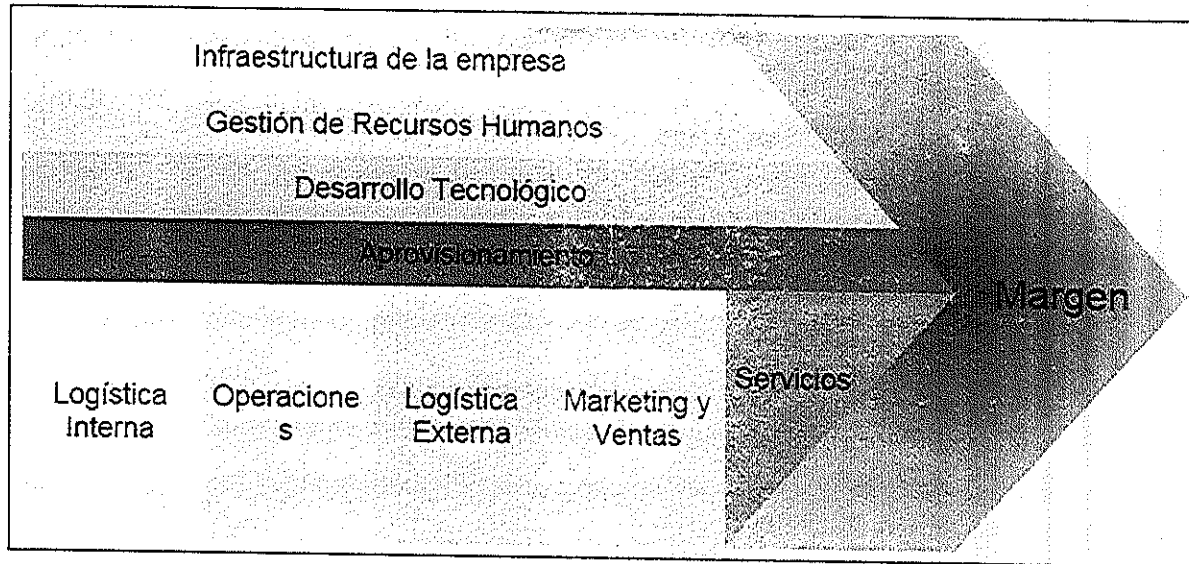 Infraestructura de la empresa
Gestión de Recursos Humanos
Desarrollo Tecnológico
Aprovisionamiento
Margen
Logística
Interna
Operacione
s
Logística
Externa
Marketing y
Ventas
Servicios